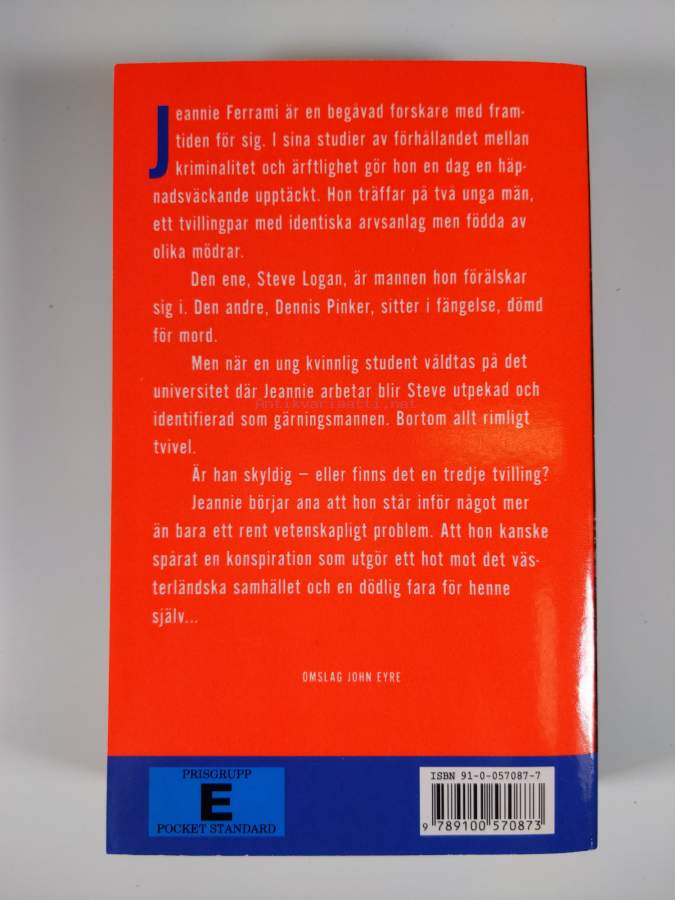 Jeannie Ferrami är en begåvad forskare med fram-
tiden för sig. I sina studier av förhållandet mellan
kriminalitet och ärftlighet gör hon en dag en häp-
nadsväckande upptäckt. Hon träffar på två unga män,
ett tvillingpar med identiska arvsanlag men födda av
olika mödrar.
Den ene, Steve Logan, är mannen hon förälskar
sig i. Den andre, Dennis Pinker, sitter i fängelse, dömd
för mord.
Men när en ung kvinnlig student våldtas på det
universitet där Jeannie arbetar blir Steve utpekad och
Antikvariaatti.net
identifierad som gärningsmannen. Bortom allt rimligt
tvivel.
Är han skyldig – eller finns det en tredje tvilling?
Jeannie börjar ana att hon står inför något mer
än bara ett rent vetenskapligt problem. Att hon kanske
spårat en konspiration som utgör ett hot mot det väs-
terländska samhället och en dödlig fara för henne
själv...
OMSLAG JOHN EYRE
PRISGRUPP
E
POCKET STANDARD
ISBN 91-0-057087-7
9 789100 570873